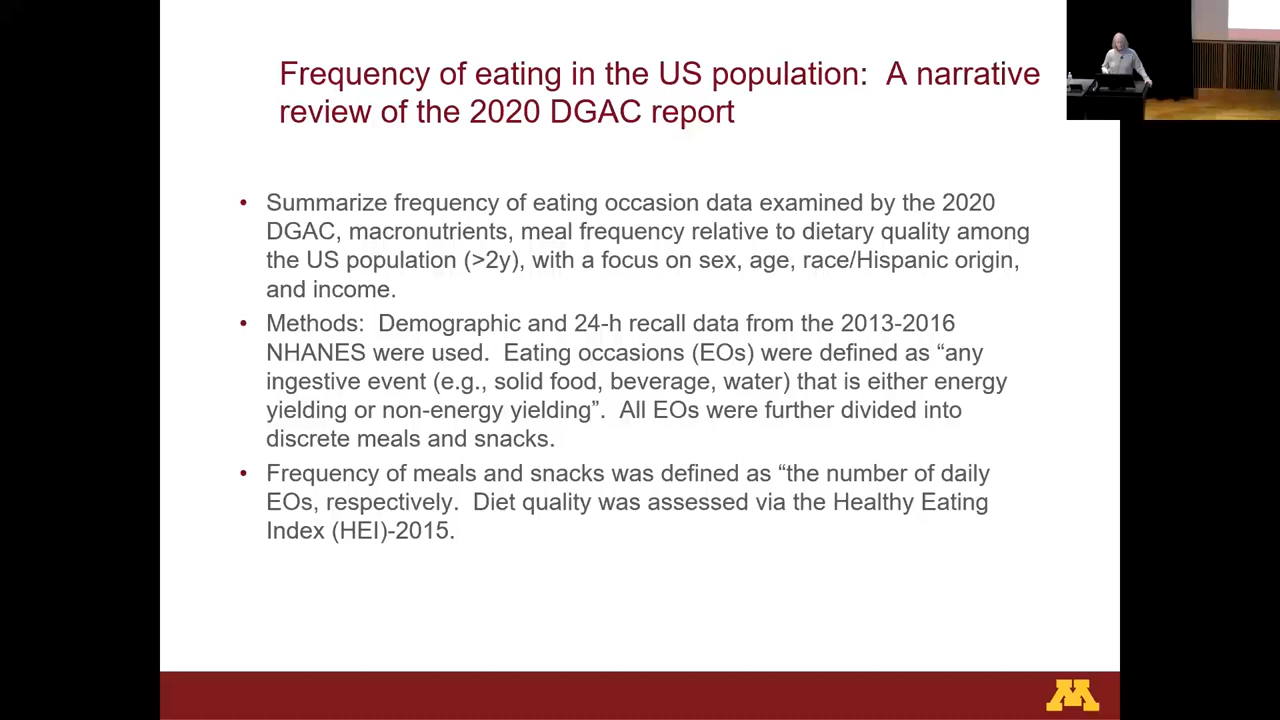 Frequency of eating in the US population: A narrative
review of the 2020 DGAC report
• Summarize frequency of eating occasion data examined by the 2020
DGAC, macronutrients, meal frequency relative to dietary quality among
the US population (>2y), with a focus on sex, age, race/Hispanic origin,
and income.
• Methods: Demographic and 24-h recall data from the 2013-2016
NHANES were used. Eating occasions (EOs) were defined as “any
ingestive event (e.g., solid food, beverage, water) that is either energy
yielding or non-energy yielding”. All EOs were further divided into
discrete meals and snacks.
• Frequency of meals and snacks was defined as “the number of daily
EOs, respectively. Diet quality was assessed via the Healthy Eating
Index (HEI)-2015.
M